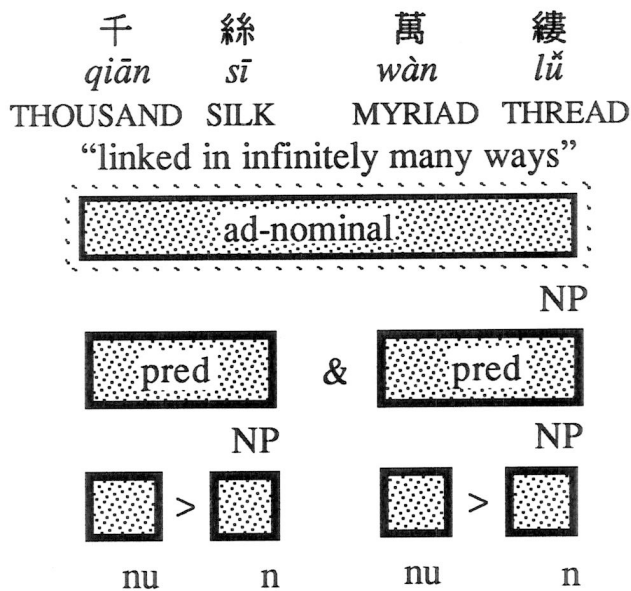 千 絲 萬 縷
qiān sī wàn lǚ
THOUSAND SILK MYRIAD THREAD
“linked in infinitely many ways”
ad-nominal
NP
pred & pred
NP NP
> >
nu n nu n